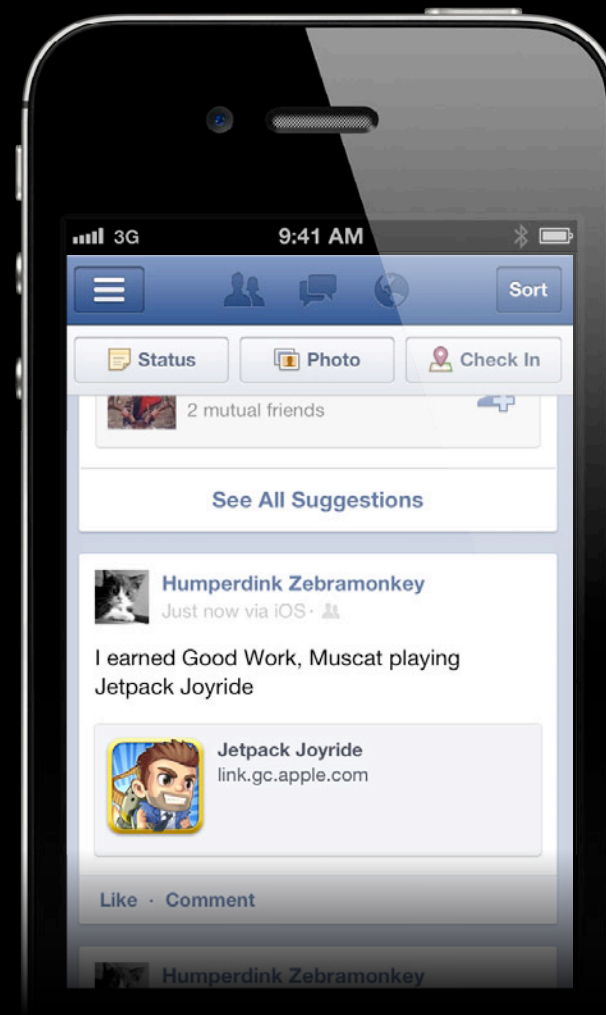 3G 9:41 AM
Sort
Status Photo Check In
2 mutual friends
See All Suggestions
Humperdink Zebramonkey
Just now via iOS ·
I earned Good Work, Muscat playing
Jetpack Joyride
Jetpack Joyride
link.gc.apple.com
Like · Comment
Humperdink Zebramonkey